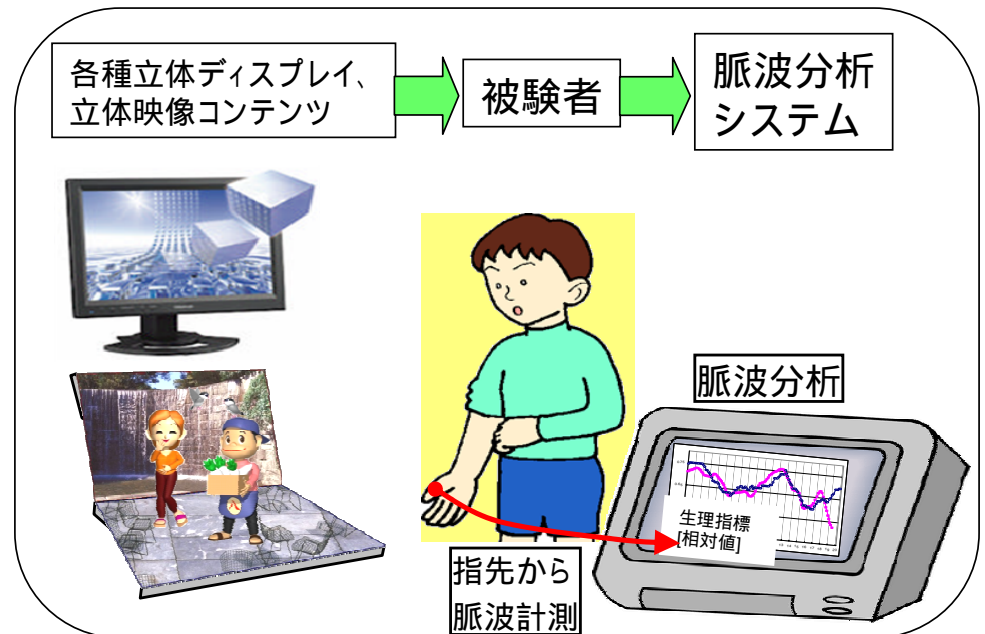 各種立体ディスプレイ、
立体映像コンテンツ
被験者
脈波分析
システム
脈波分析
生理指標
[相対値]
指先から
脈波計測